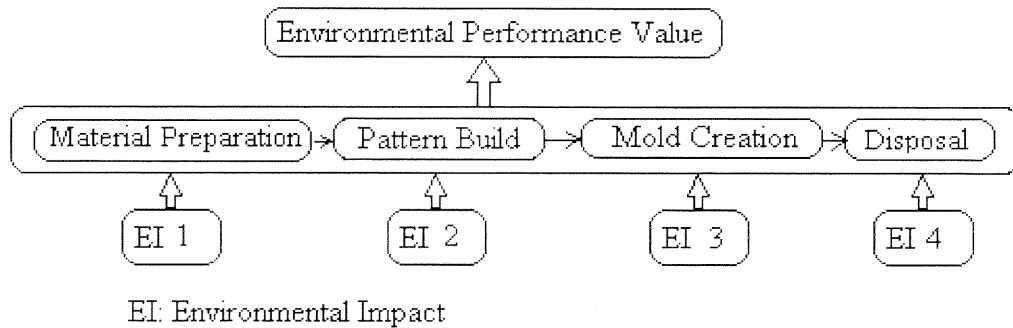 Environmental Performance Value
Material Preparation
Pattern Build
Mold Creation
Disposal
EI 1
EI 2
EI 3
EI 4
EI: Environmental Impact